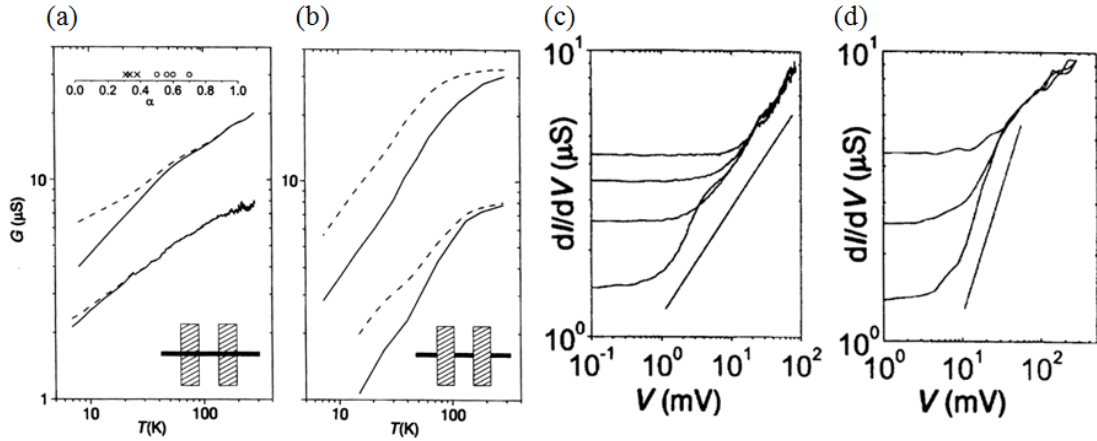 (a)
(b)
(c)
(d)
0.0 0.2 0.4 0.6 0.8 1.0
α
10
1
G (μS)
10 100
T(K)
10
10 100
T(K)
10¹
10⁰
dI/dV (μS)
10⁻¹ 10⁰ 10¹ 10²
V (mV)
10¹
10⁰
dI/dV (μS)
10⁰ 10¹ 10²
V (mV)